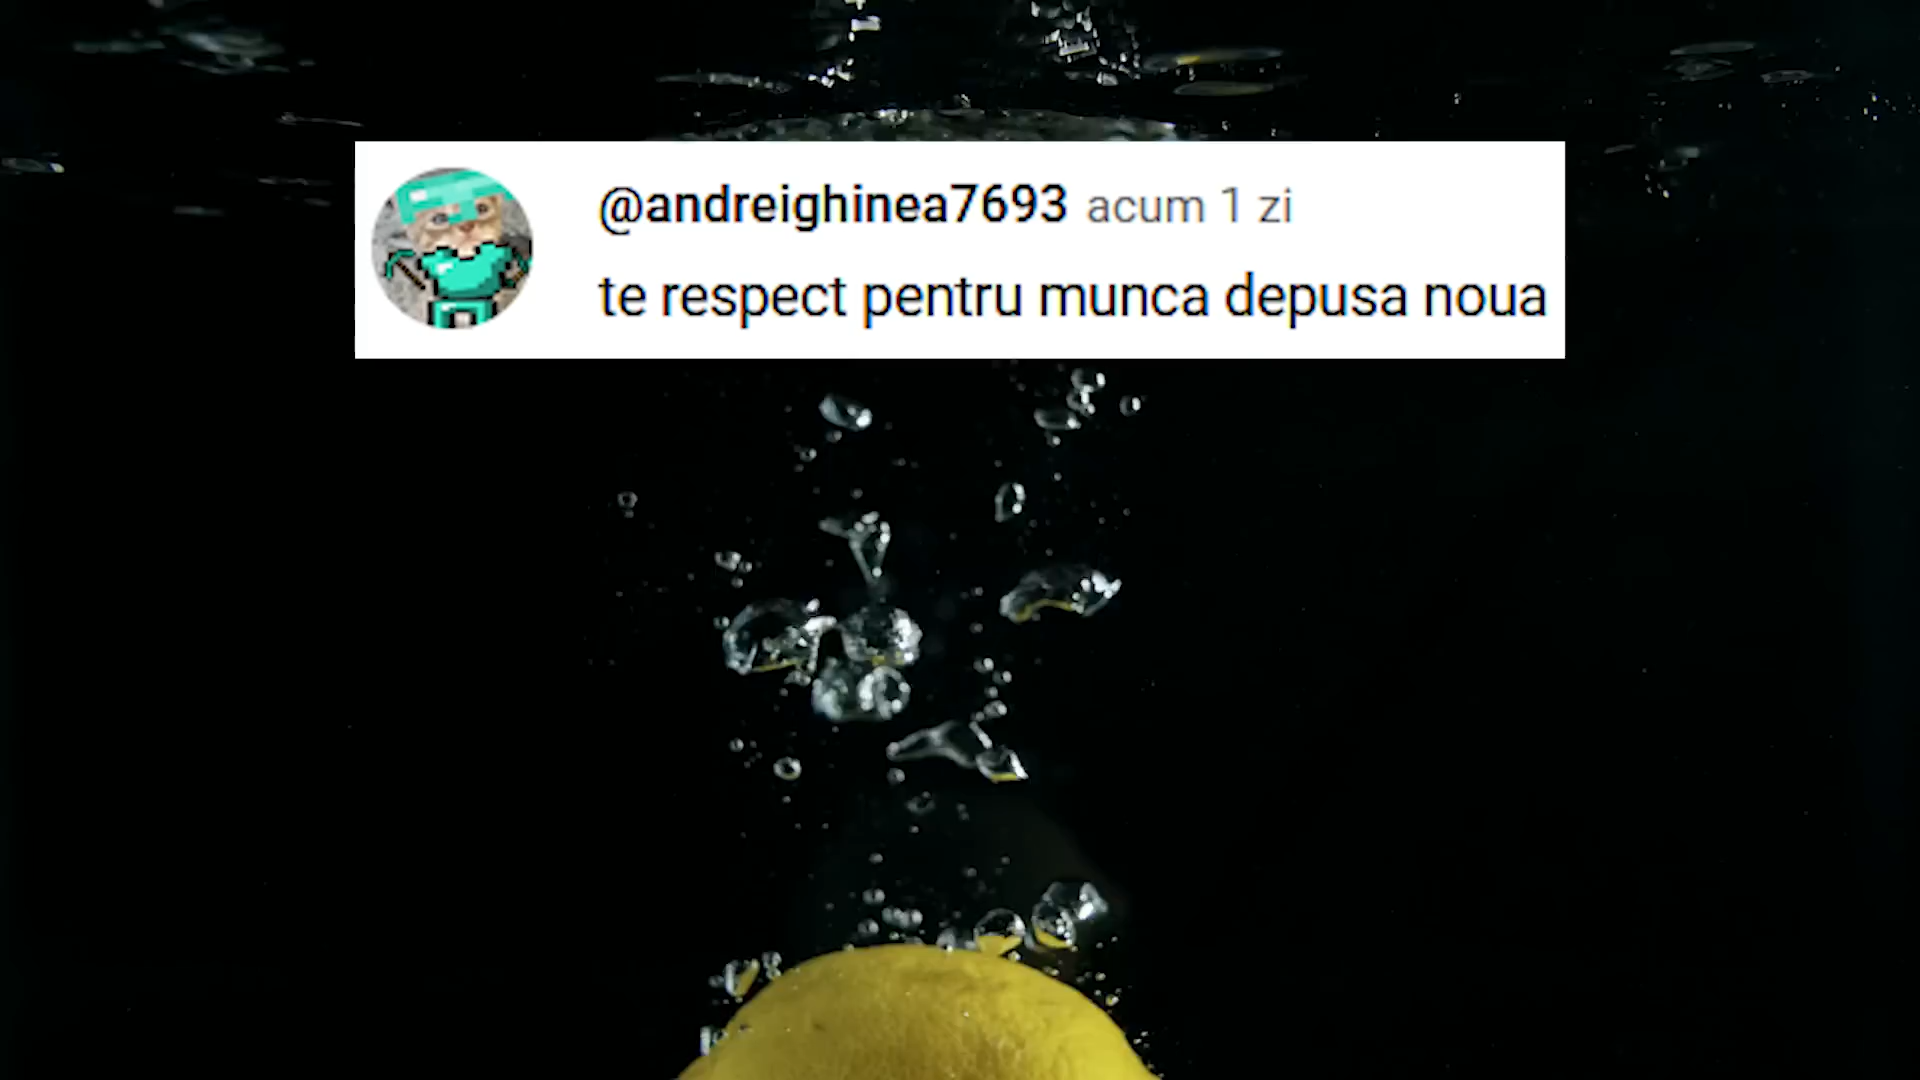 @andreighinea7693 acum 1 zi
te respect pentru munca depusa noua